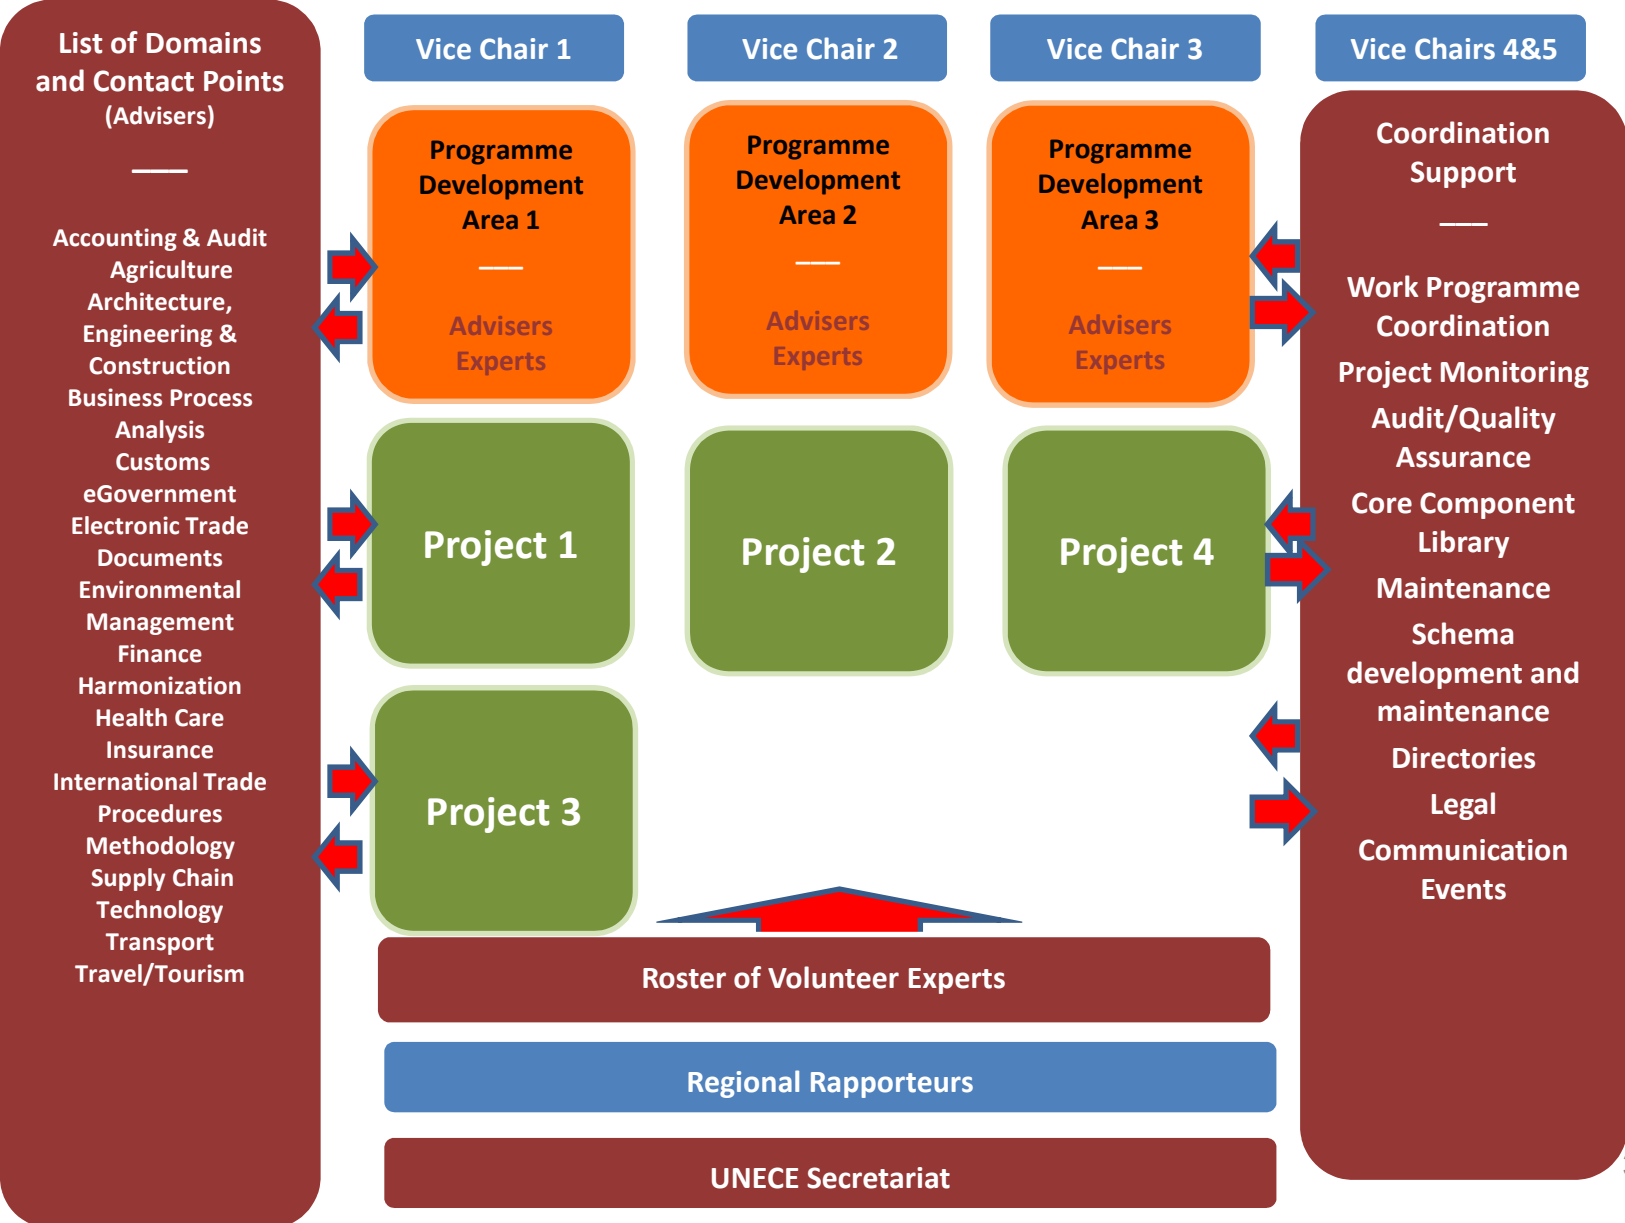 List of Domains
and Contact Points
(Advisers)
___
Accounting & Audit
Agriculture
Architecture,
Engineering &
Construction
Business Process
Analysis
Customs
eGovernment
Electronic Trade
Documents
Environmental
Management
Finance
Harmonization
Health Care
Insurance
International Trade
Procedures
Methodology
Supply Chain
Technology
Transport
Travel/Tourism
Vice Chair 1
Programme
Development
Area 1
___
Advisers
Experts
Project 1
Project 3
Vice Chair 2
Programme
Development
Area 2
___
Advisers
Experts
Project 2
Vice Chair 3
Programme
Development
Area 3
___
Advisers
Experts
Project 4
Vice Chairs 4&5
Coordination
Support
___
Work Programme
Coordination
Project Monitoring
Audit/Quality
Assurance
Core Component
Library
Maintenance
Schema
development and
maintenance
Directories
Legal
Communication
Events
Roster of Volunteer Experts
Regional Rapporteurs
UNECE Secretariat